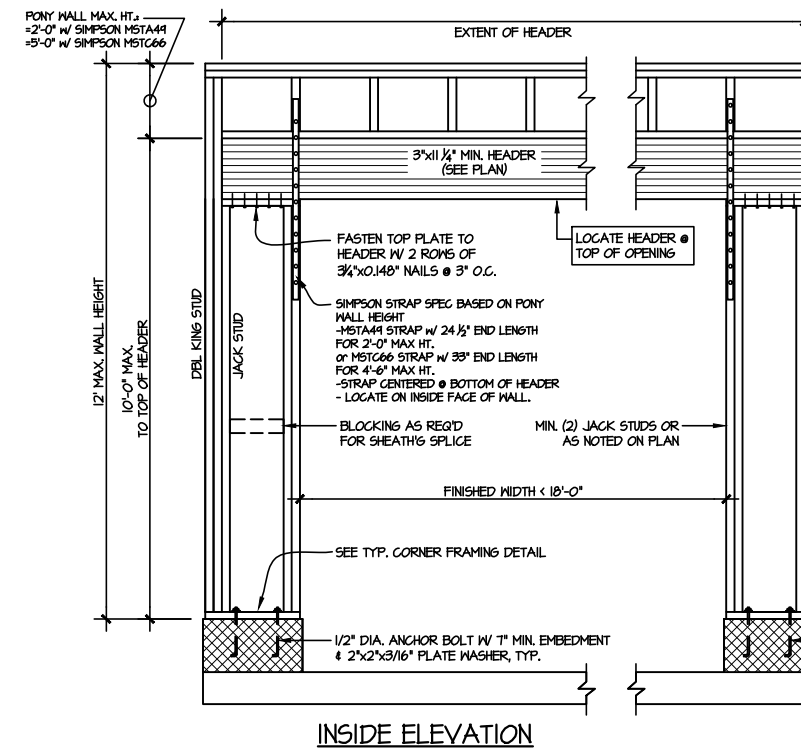 PONY WALL MAX. HT.:
=2'-0" W/ SIMPSON MSTA49
=5'-0" W/ SIMPSON MSTC66
EXTENT OF HEADER
3"x11 1/4" MIN. HEADER
(SEE PLAN)
FASTEN TOP PLATE TO
HEADER W/ 2 ROWS OF
3 1/4"x0.148" NAILS @ 3" O.C.
LOCATE HEADER @
TOP OF OPENING
SIMPSON STRAP SPEC BASED ON PONY
WALL HEIGHT
-MSTA49 STRAP W/ 24 1/2" END LENGTH
FOR 2'-0" MAX HT.
or MSTC66 STRAP W/ 33" END LENGTH
FOR 4'-6" MAX HT.
-STRAP CENTERED @ BOTTOM OF HEADER
- LOCATE ON INSIDE FACE OF WALL.
12' MAX. WALL HEIGHT
10'-0" MAX.
TO TOP OF HEADER
DBL KING STUD
JACK STUD
BLOCKING AS REQ'D
FOR SHEATH'G SPLICE
MIN. (2) JACK STUDS OR
AS NOTED ON PLAN
FINISHED WIDTH < 18'-0"
SEE TYP. CORNER FRAMING DETAIL
1/2" DIA. ANCHOR BOLT W/ 7" MIN. EMBEDMENT
& 2"x2"x3/16" PLATE WASHER, TYP.
INSIDE ELEVATION